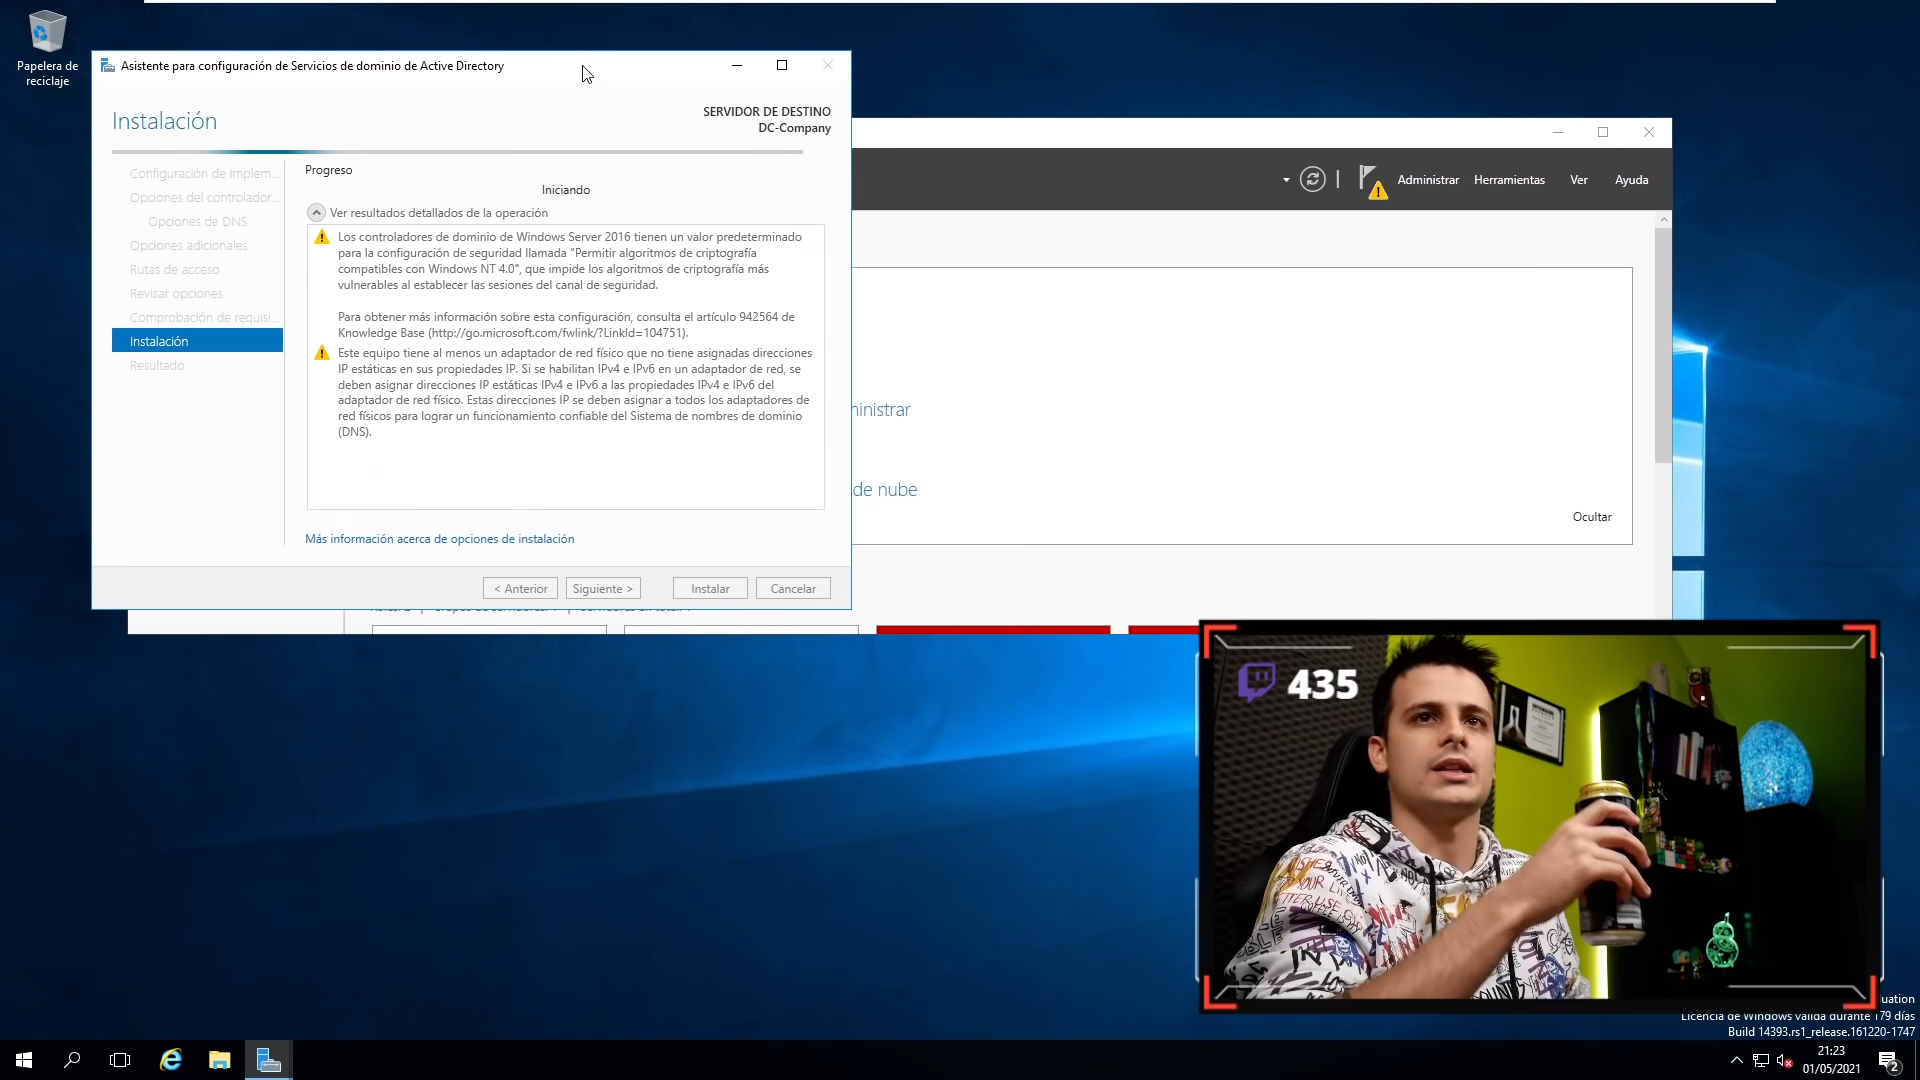 Papelera de
reciclaje
Asistente para configuración de Servicios de dominio de Active Directory
Instalación
SERVIDOR DE DESTINO
DC-Company
Configuración de implem...
Opciones del controlador...
Opciones de DNS
Opciones adicionales
Rutas de acceso
Revisar opciones
Comprobación de requisi...
Instalación
Resultado
Progreso
Iniciando
Ver resultados detallados de la operación
Los controladores de dominio de Windows Server 2016 tienen un valor predeterminado
para la configuración de seguridad llamada "Permitir algoritmos de criptografía
compatibles con Windows NT 4.0", que impide los algoritmos de criptografía más
vulnerables al establecer las sesiones del canal de seguridad.
Para obtener más información sobre esta configuración, consulta el artículo 942564 de
Knowledge Base (http://go.microsoft.com/fwlink/?LinkId=104751).
Este equipo tiene al menos un adaptador de red físico que no tiene asignadas direcciones
IP estáticas en sus propiedades IP. Si se habilitan IPv4 e IPv6 en un adaptador de red, se
deben asignar direcciones IP estáticas IPv4 e IPv6 a las propiedades IPv4 e IPv6 del
adaptador de red físico. Estas direcciones IP se deben asignar a todos los adaptadores de
red físicos para lograr un funcionamiento confiable del Sistema de nombres de dominio
(DNS).
Más información acerca de opciones de instalación
< Anterior
Siguiente >
Instalar
Cancelar
Administrar
Herramientas
Ver
Ayuda
ministrar
de nube
Ocultar
435
uation
Licencia de Windows válida durante 179 días
Build 14393.rs1_release.161220-1747
21:23
01/05/2021
2